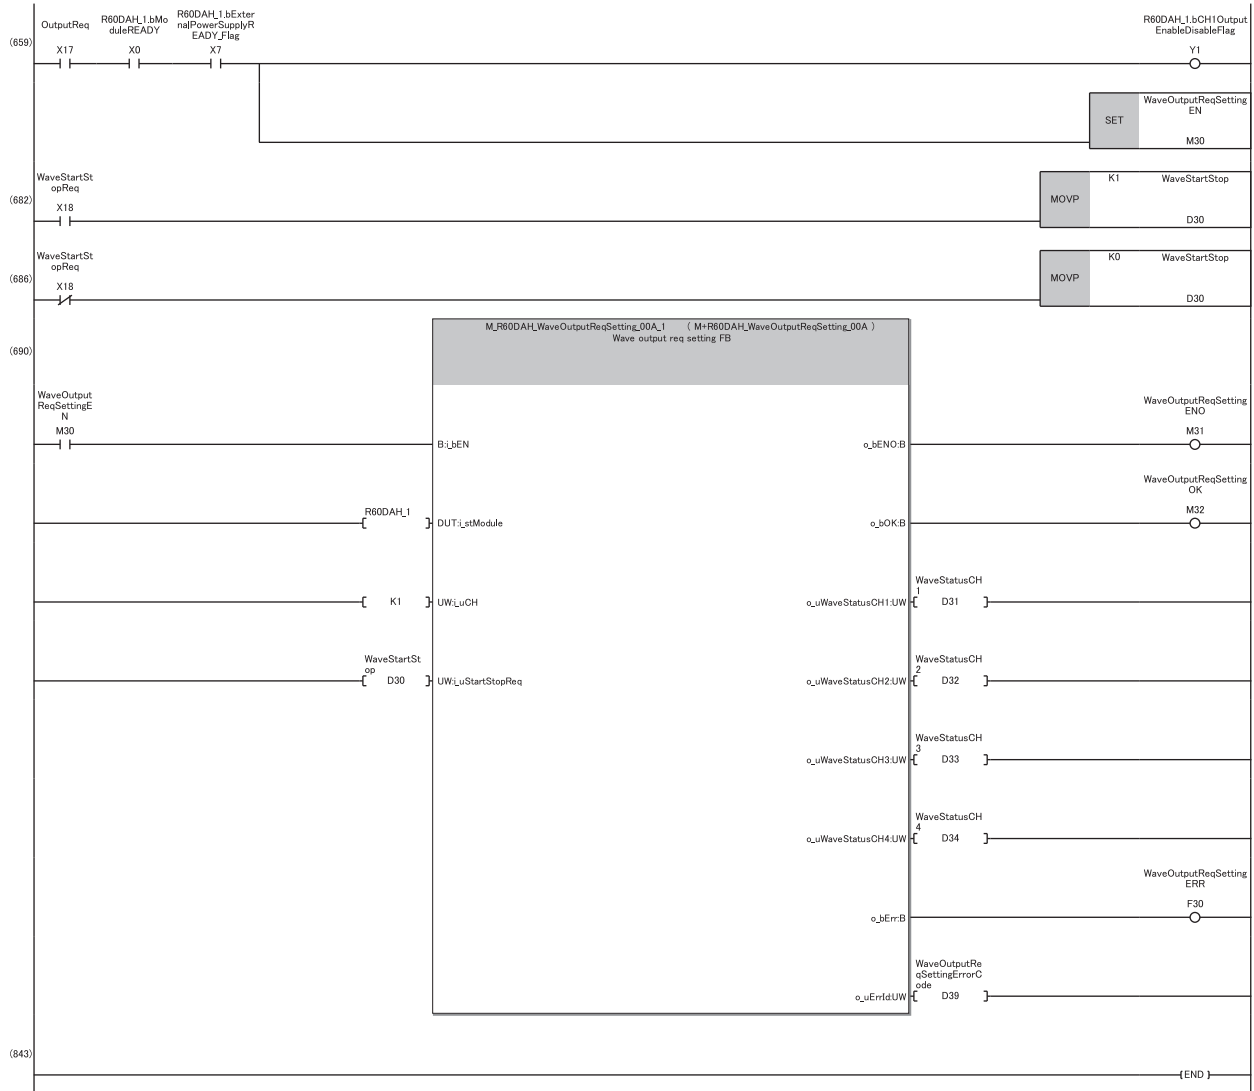 OutputReq
R60DAH_1.bMo
duleREADY
R60DAH_1.bExter
nalPowerSupplyR
EADY_Flag
R60DAH_1.bCH1Output
EnableDisableFlag
(659)
X17
X0
X7
Y1
SET
WaveOutputReqSetting
EN
M30
WaveStartSt
opReq
(682)
X18
MOVP
K1
WaveStartStop
D30
WaveStartSt
opReq
(686)
X18
MOVP
K0
WaveStartStop
D30
(690)
M_R60DAH_WaveOutputReqSetting_00A_1 ( M+R60DAH_WaveOutputReqSetting_00A )
Wave output req setting FB
WaveOutput
ReqSettingE
N
M30
B:i_bEN
o_bENO:B
WaveOutputReqSetting
ENO
M31
R60DAH_1
DUT:i_stModule
o_bOK:B
WaveOutputReqSetting
OK
M32
K1
UW:i_uCH
o_uWaveStatusCH1:UW
WaveStatusCH
1
D31
WaveStartSt
op
D30
UW:i_uStartStopReq
o_uWaveStatusCH2:UW
WaveStatusCH
2
D32
o_uWaveStatusCH3:UW
WaveStatusCH
3
D33
o_uWaveStatusCH4:UW
WaveStatusCH
4
D34
o_bErr:B
WaveOutputReqSetting
ERR
F30
o_uErrId:UW
WaveOutputRe
qSettingErrorC
ode
D39
(843)
END